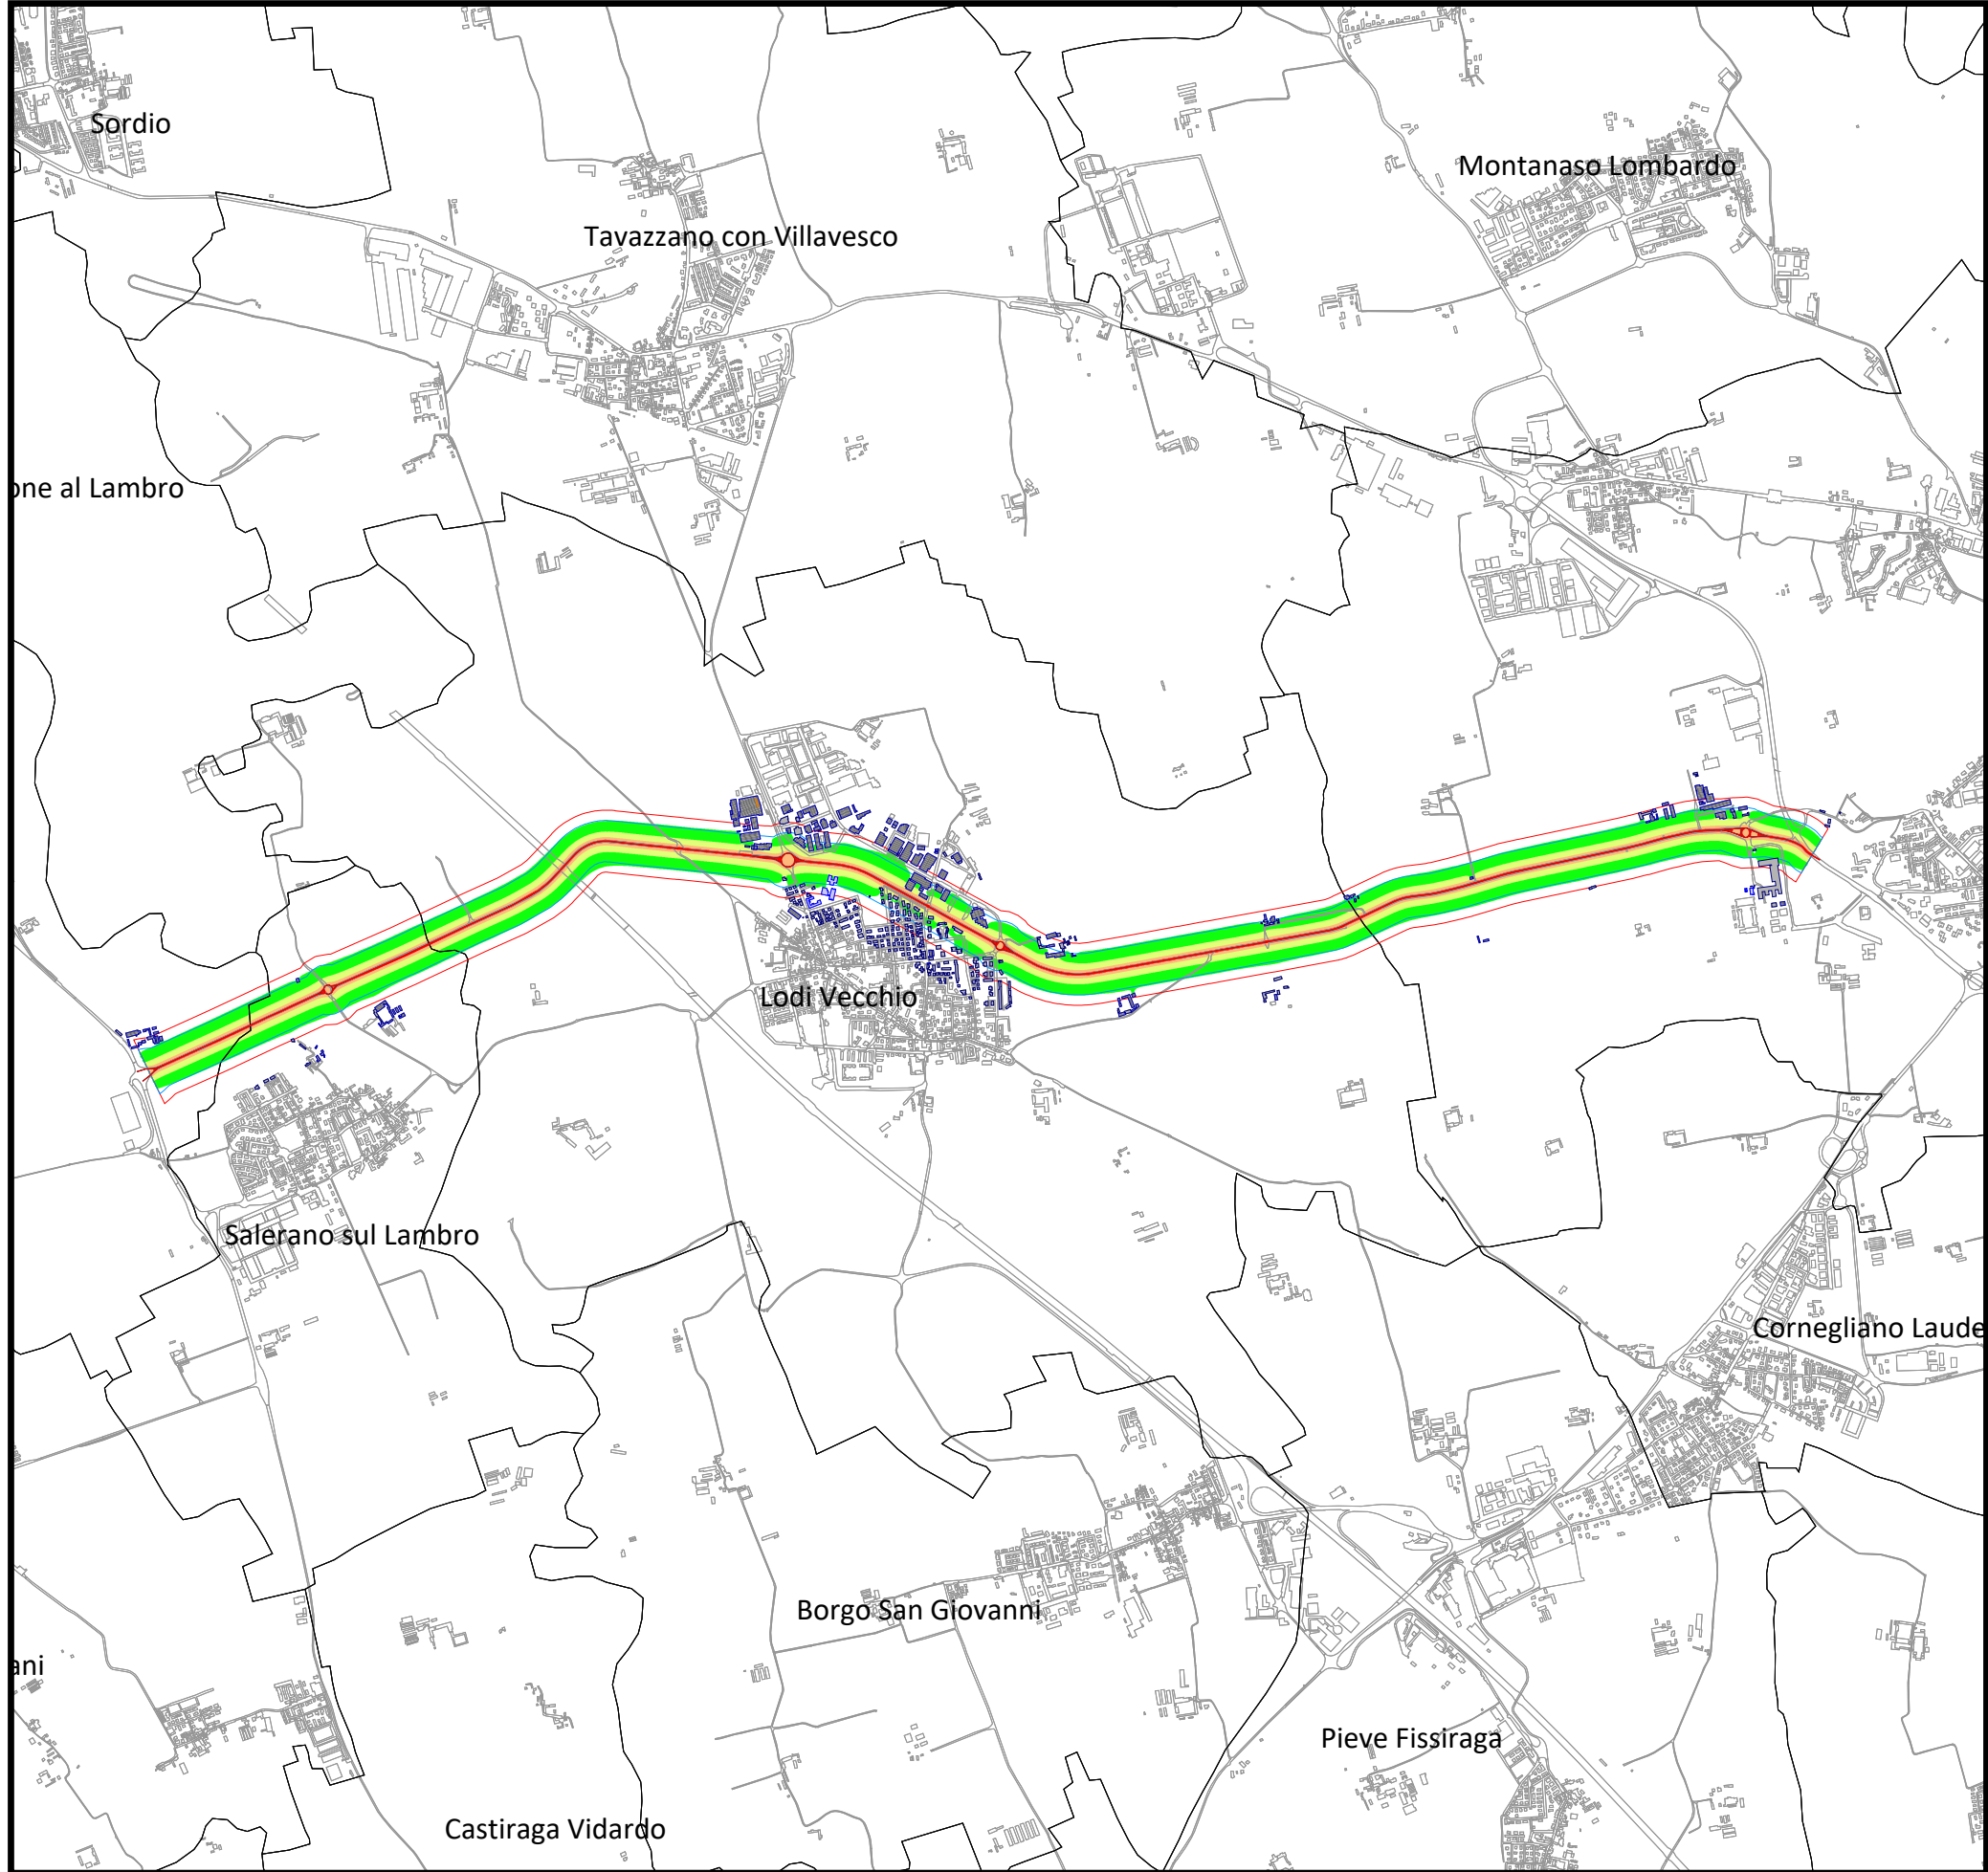 Sordio
Montanaso Lombardo
Tavazzano con Villavesco
one al Lambro
Lodi Vecchio
Salerano sul Lambro
Cornegliano Laude
Borgo San Giovanni
ani
Pieve Fissiraga
Castiraga Vidardo